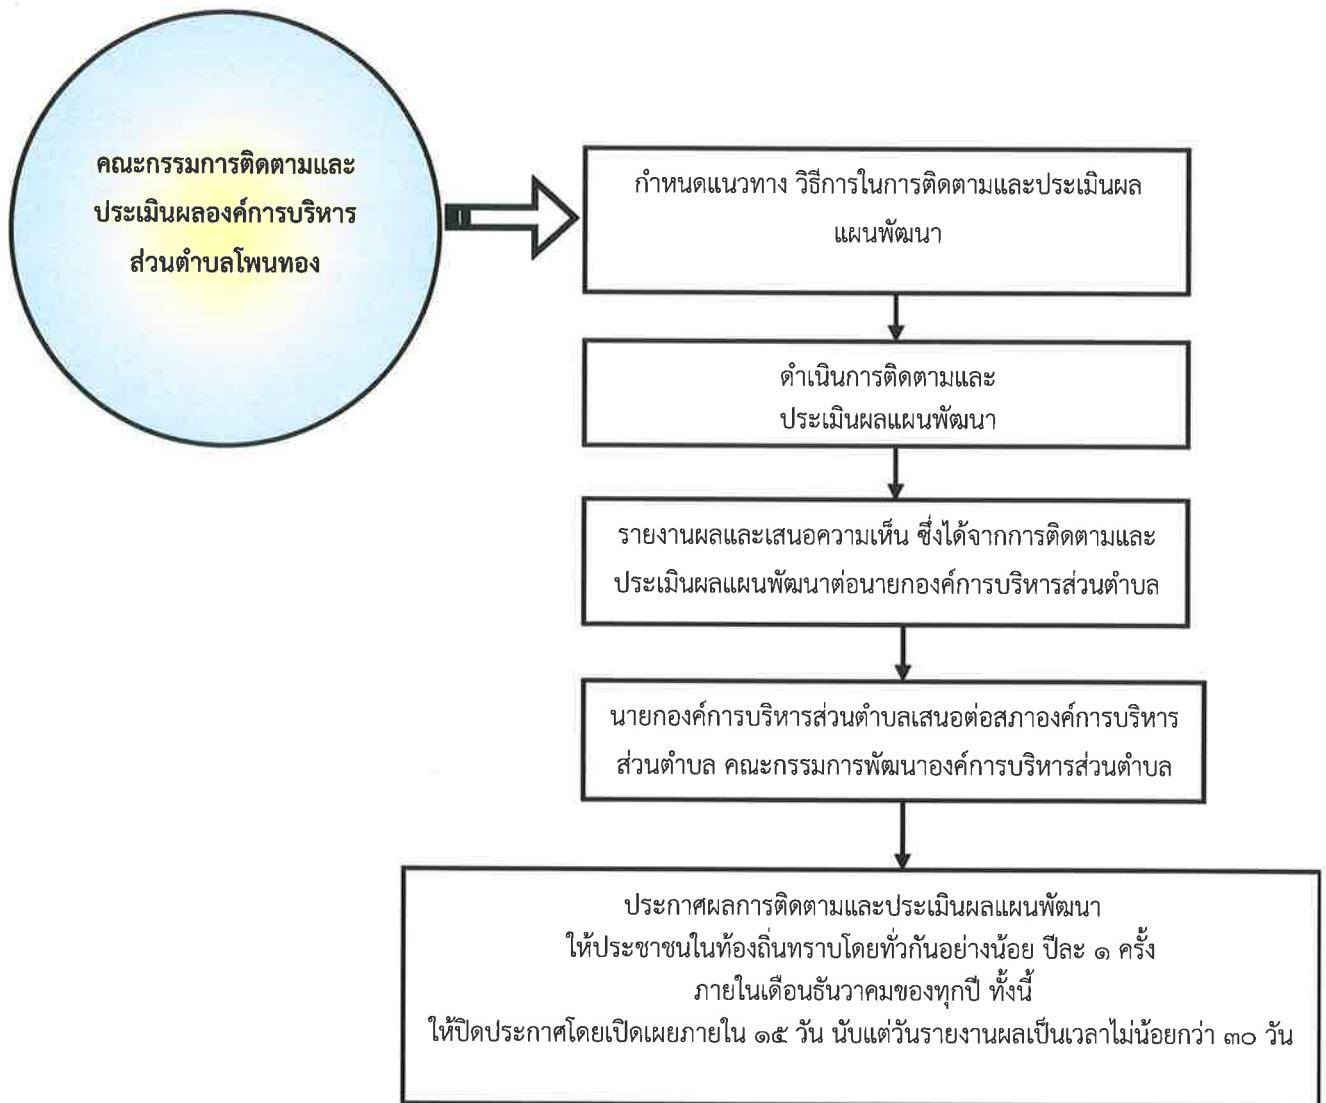 คณะกรรมการติดตามและ
ประเมินผลองค์การบริหาร
ส่วนตำบลโพนทอง
กำหนดแนวทาง วิธีการในการติดตามและประเมินผล
แผนพัฒนา
ดำเนินการติดตามและ
ประเมินผลแผนพัฒนา
รายงานผลและเสนอความเห็น ซึ่งได้จากการติดตามและ
ประเมินผลแผนพัฒนาต่อนายกองค์การบริหารส่วนตำบล
นายกองค์การบริหารส่วนตำบลเสนอต่อสภาองค์การบริหาร
ส่วนตำบล คณะกรรมการพัฒนาองค์การบริหารส่วนตำบล
ประกาศผลการติดตามและประเมินผลแผนพัฒนา
ให้ประชาชนในท้องถิ่นทราบโดยทั่วกันอย่างน้อย ปีละ ๑ ครั้ง
ภายในเดือนธันวาคมของทุกปี ทั้งนี้
ให้ปิดประกาศโดยเปิดเผยภายใน ๑๕ วัน นับแต่วันรายงานผลเป็นเวลาไม่น้อยกว่า ๓๐ วัน